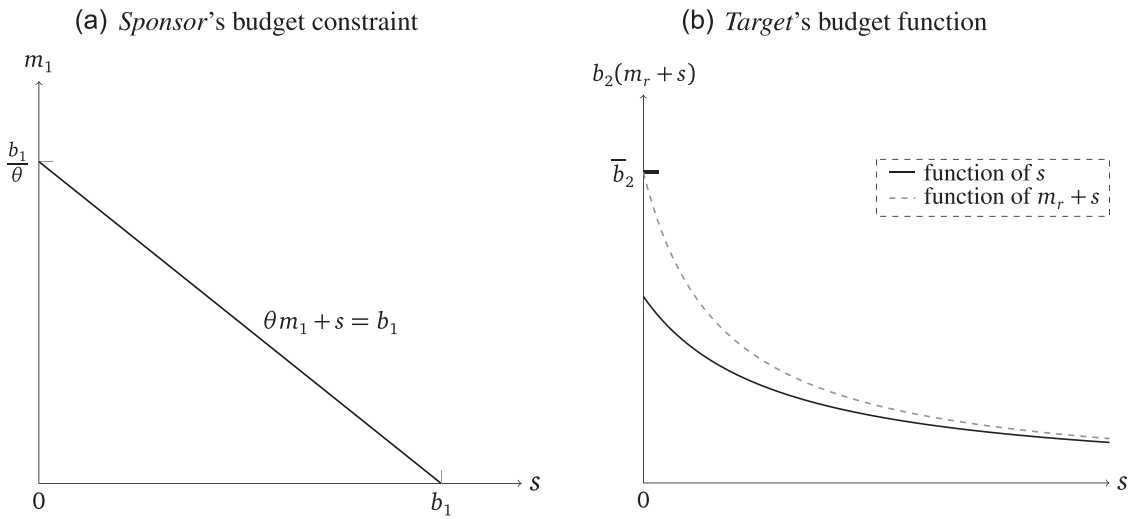 (a) Sponsor's budget constraint
m₁
b₁/θ
θm₁ + s = b₁
0
b₁
s
(b) Target's budget function
b₂(mᵣ + s)
b̅₂
function of s
function of mᵣ + s
0
s